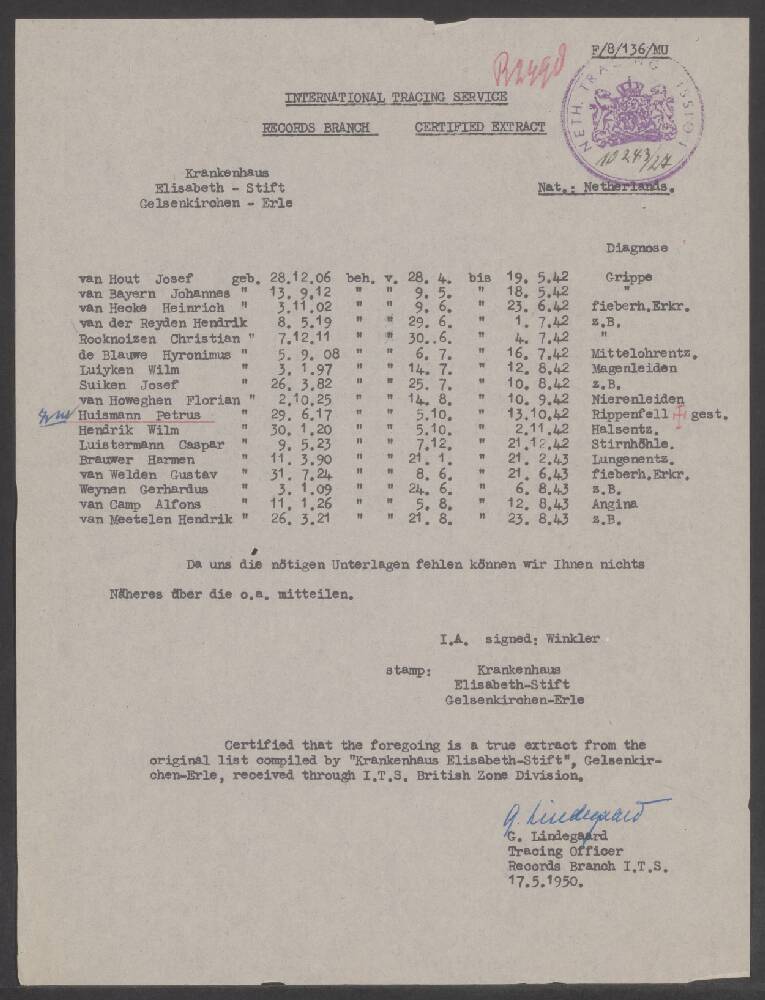 F/8/136/MU
NETH. TRACING MISSION
10243/27
INTERNATIONAL TRACING SERVICE
RECORDS BRANCH CERTIFIED EXTRACT
Krankenhaus
Elisabeth - Stift
Gelsenkirchen - Erle
Nat.: Netherlands.
Diagnose
van Hout Josef geb. 28.12.06 beh. v. 28. 4. bis 19. 5.42 Grippe
van Bayern Johannes " 13. 9.12 " " 9. 5. " 18. 5.42 "
van Hecke Heinrich " 3.11.02 " " 9. 6. " 23. 6.42 fieberh.Erkr.
van der Reyden Hendrik 8. 5.19 " " 29. 6. " 1. 7.42 z.B.
Rooknoizen Christian " 7.12.11 " " 30..6. " 4. 7.42 "
de Blauwe Hyronimus " 5. 9. 08 " " 6. 7. " 16. 7.42 Mittelohrentz.
Luiyken Wilm " 3. 1.97 " " 14. 7. " 12. 8.42 Magenleiden
Suiken Josef " 26. 3.82 " " 25. 7. " 10. 8.42 z.B.
van Howeghen Florian " 2.10.25 " " 14. 8. " 10. 9.42 Nierenleiden
Huismann Petrus " 29. 6.17 " " 5.10. " 13.10.42 Rippenfell gest.
Hendrik Wilm " 30. 1.20 " " 5.10. " 2.11.42 Halsentz.
Luistermann Caspar " 9. 5.23 " " 7.12. " 21.12.42 Stirnhöhle.
Brauwer Harmen " 11. 3.90 " " 21. 1. " 21. 2.43 Lungenentz.
van Welden Gustav " 31. 7.24 " " 8. 6. " 21. 6.43 fieberh.Erkr.
Weynen Gerhardus " 3. 1.09 " " 24. 6. " 6. 8.43 z.B.
van Camp Alfons " 11. 1.26 " " 5. 8. " 12. 8.43 Angina
van Meetelen Hendrik " 26. 3.21 " " 21. 8. " 23. 8.43 z.B.
Da uns die nötigen Unterlagen fehlen können wir Ihnen nichts
Näheres über die o.a. mitteilen.
I.A. signed: Winkler
stamp: Krankenhaus
Elisabeth-Stift
Gelsenkirchen-Erle
Certified that the foregoing is a true extract from the
original list compiled by "Krankenhaus Elisabeth-Stift", Gelsenkir-
chen-Erle, received through I.T.S. British Zone Division.
G. Lindegaard
G. Lindegaard
Tracing Officer
Records Branch I.T.S.
17.5.1950.